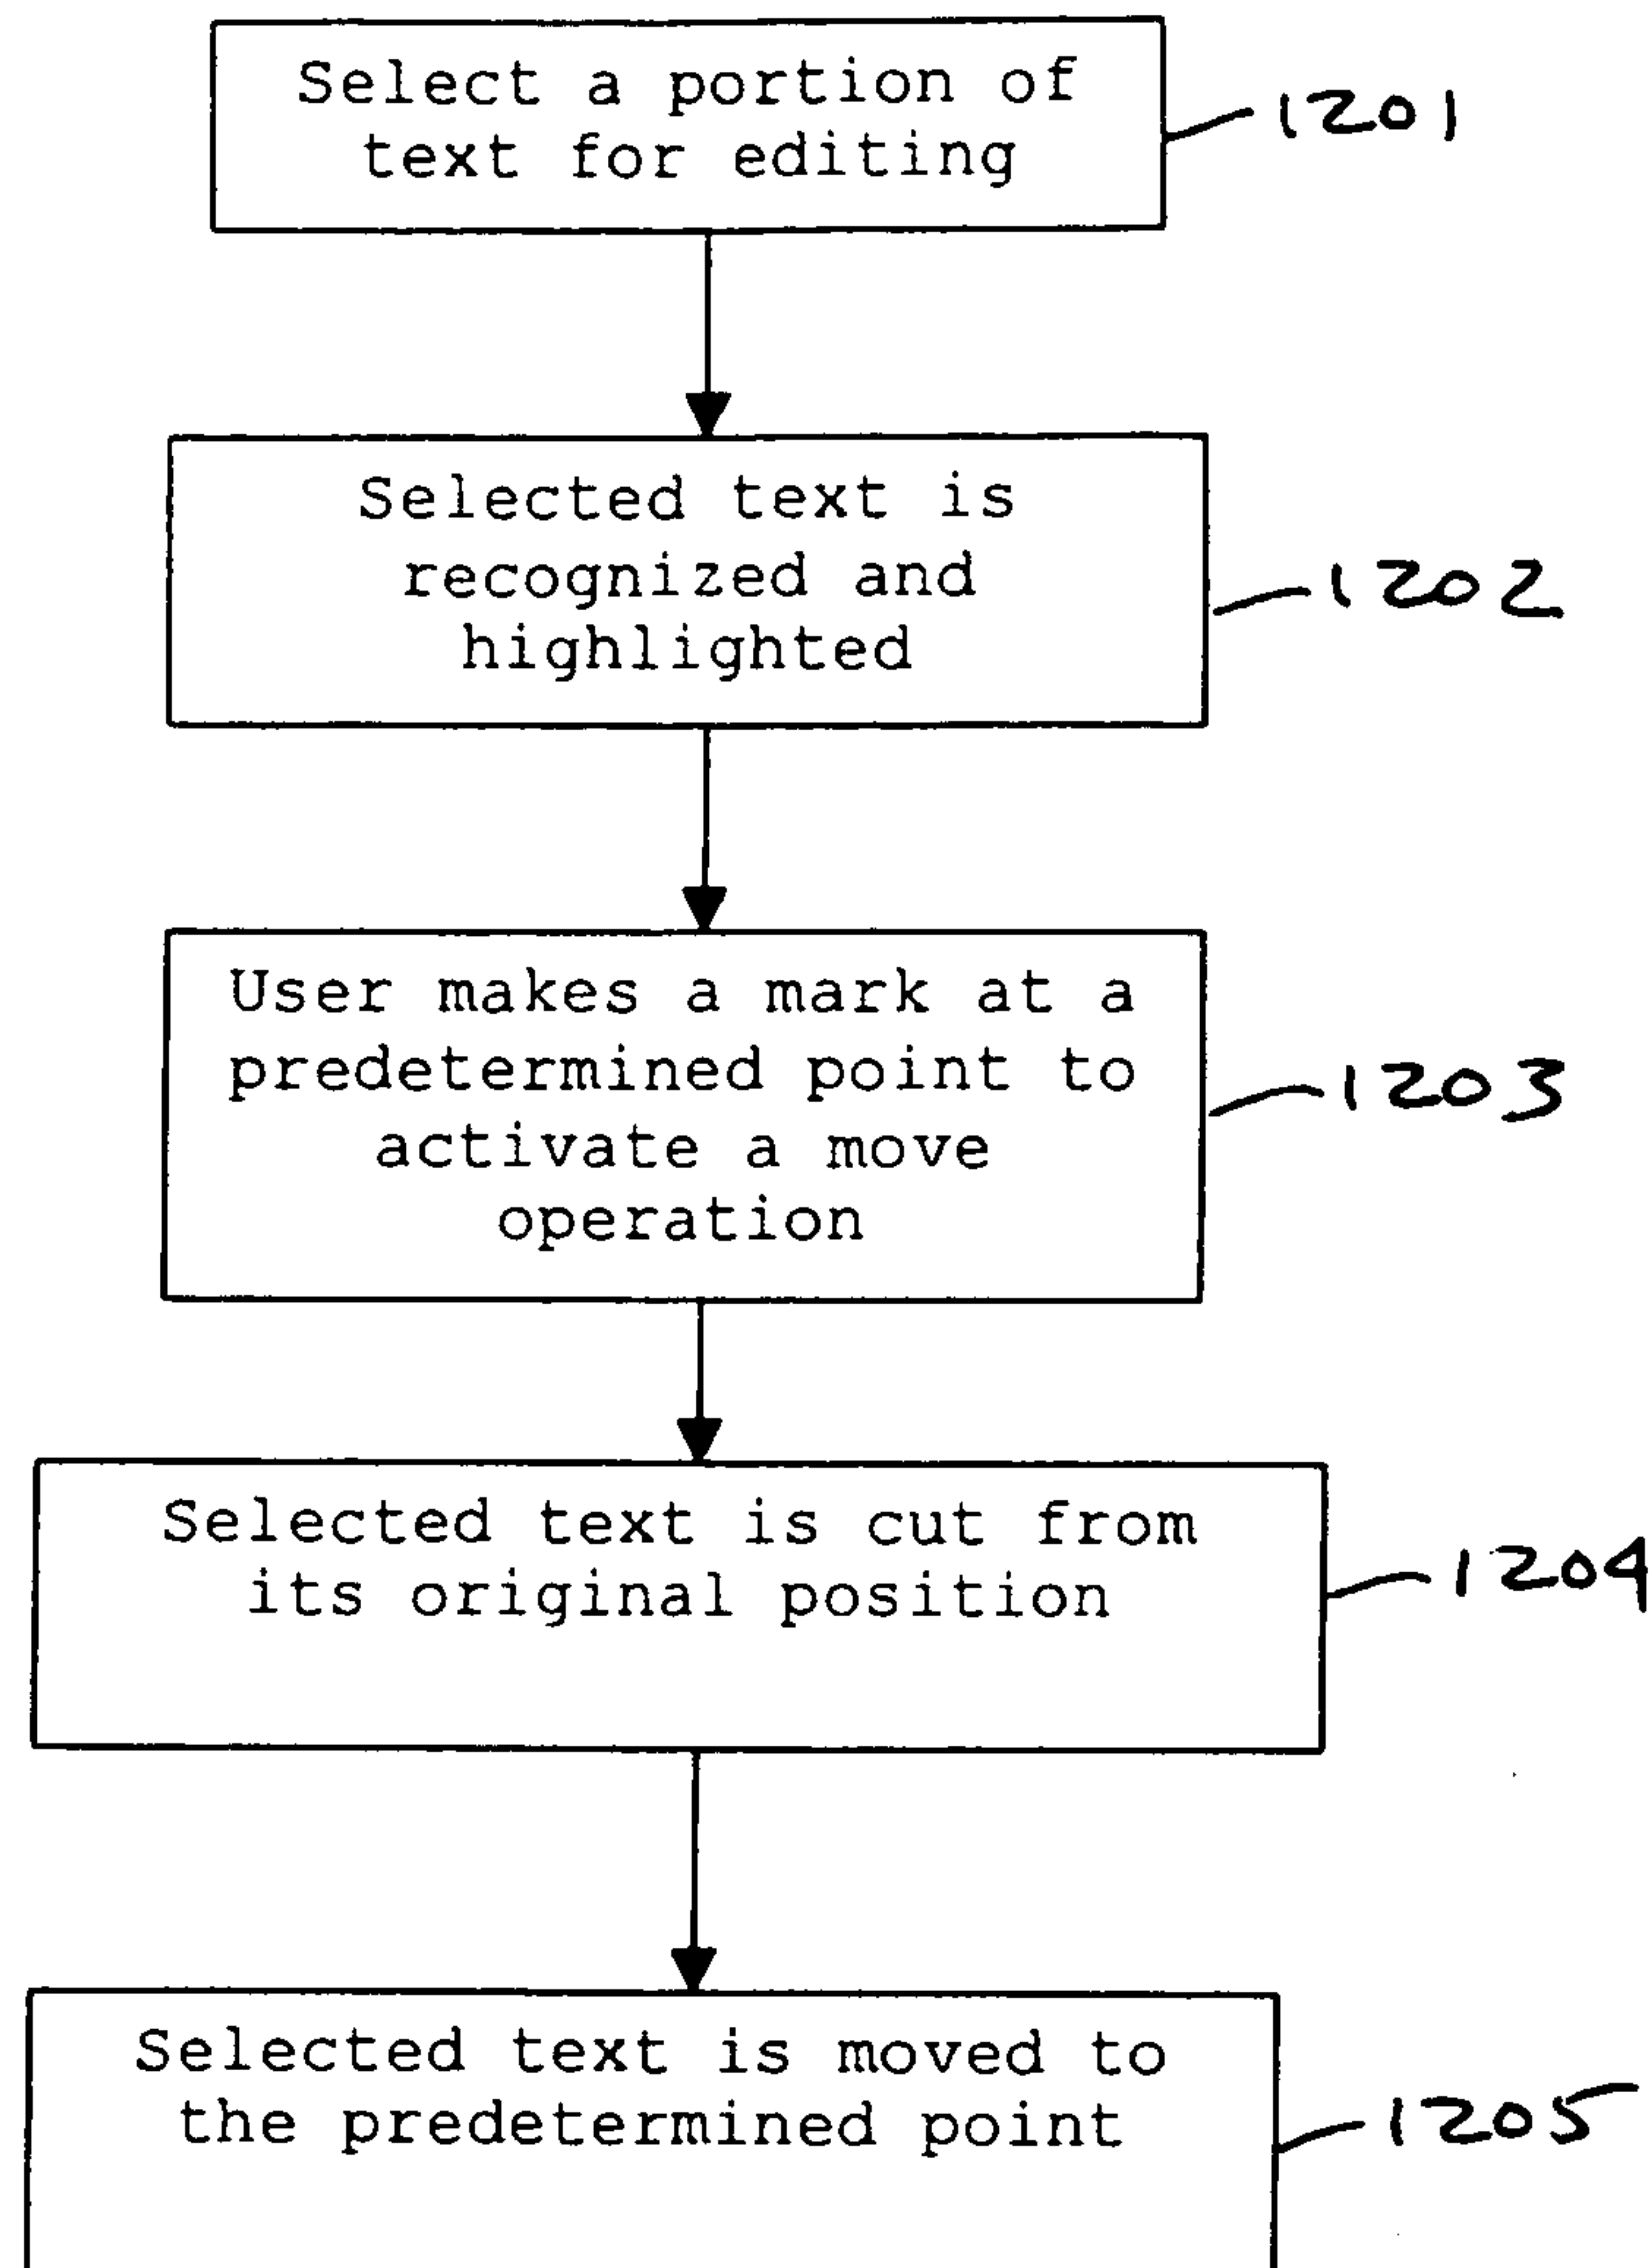 Select a portion of
text for editing
1201
Selected text is
recognized and
highlighted
1202
User makes a mark at a
predetermined point to
activate a move
operation
1203
Selected text is cut from
its original position
1204
Selected text is moved to
the predetermined point
1205